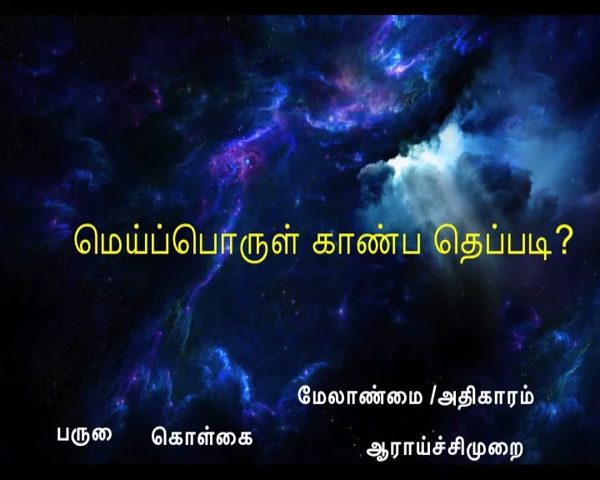 மெய்ப்பொருள் காண்ப தெப்படி?
மேலாண்மை /அதிகாரம்
பருமை கொள்கை
ஆராய்ச்சிமுறை